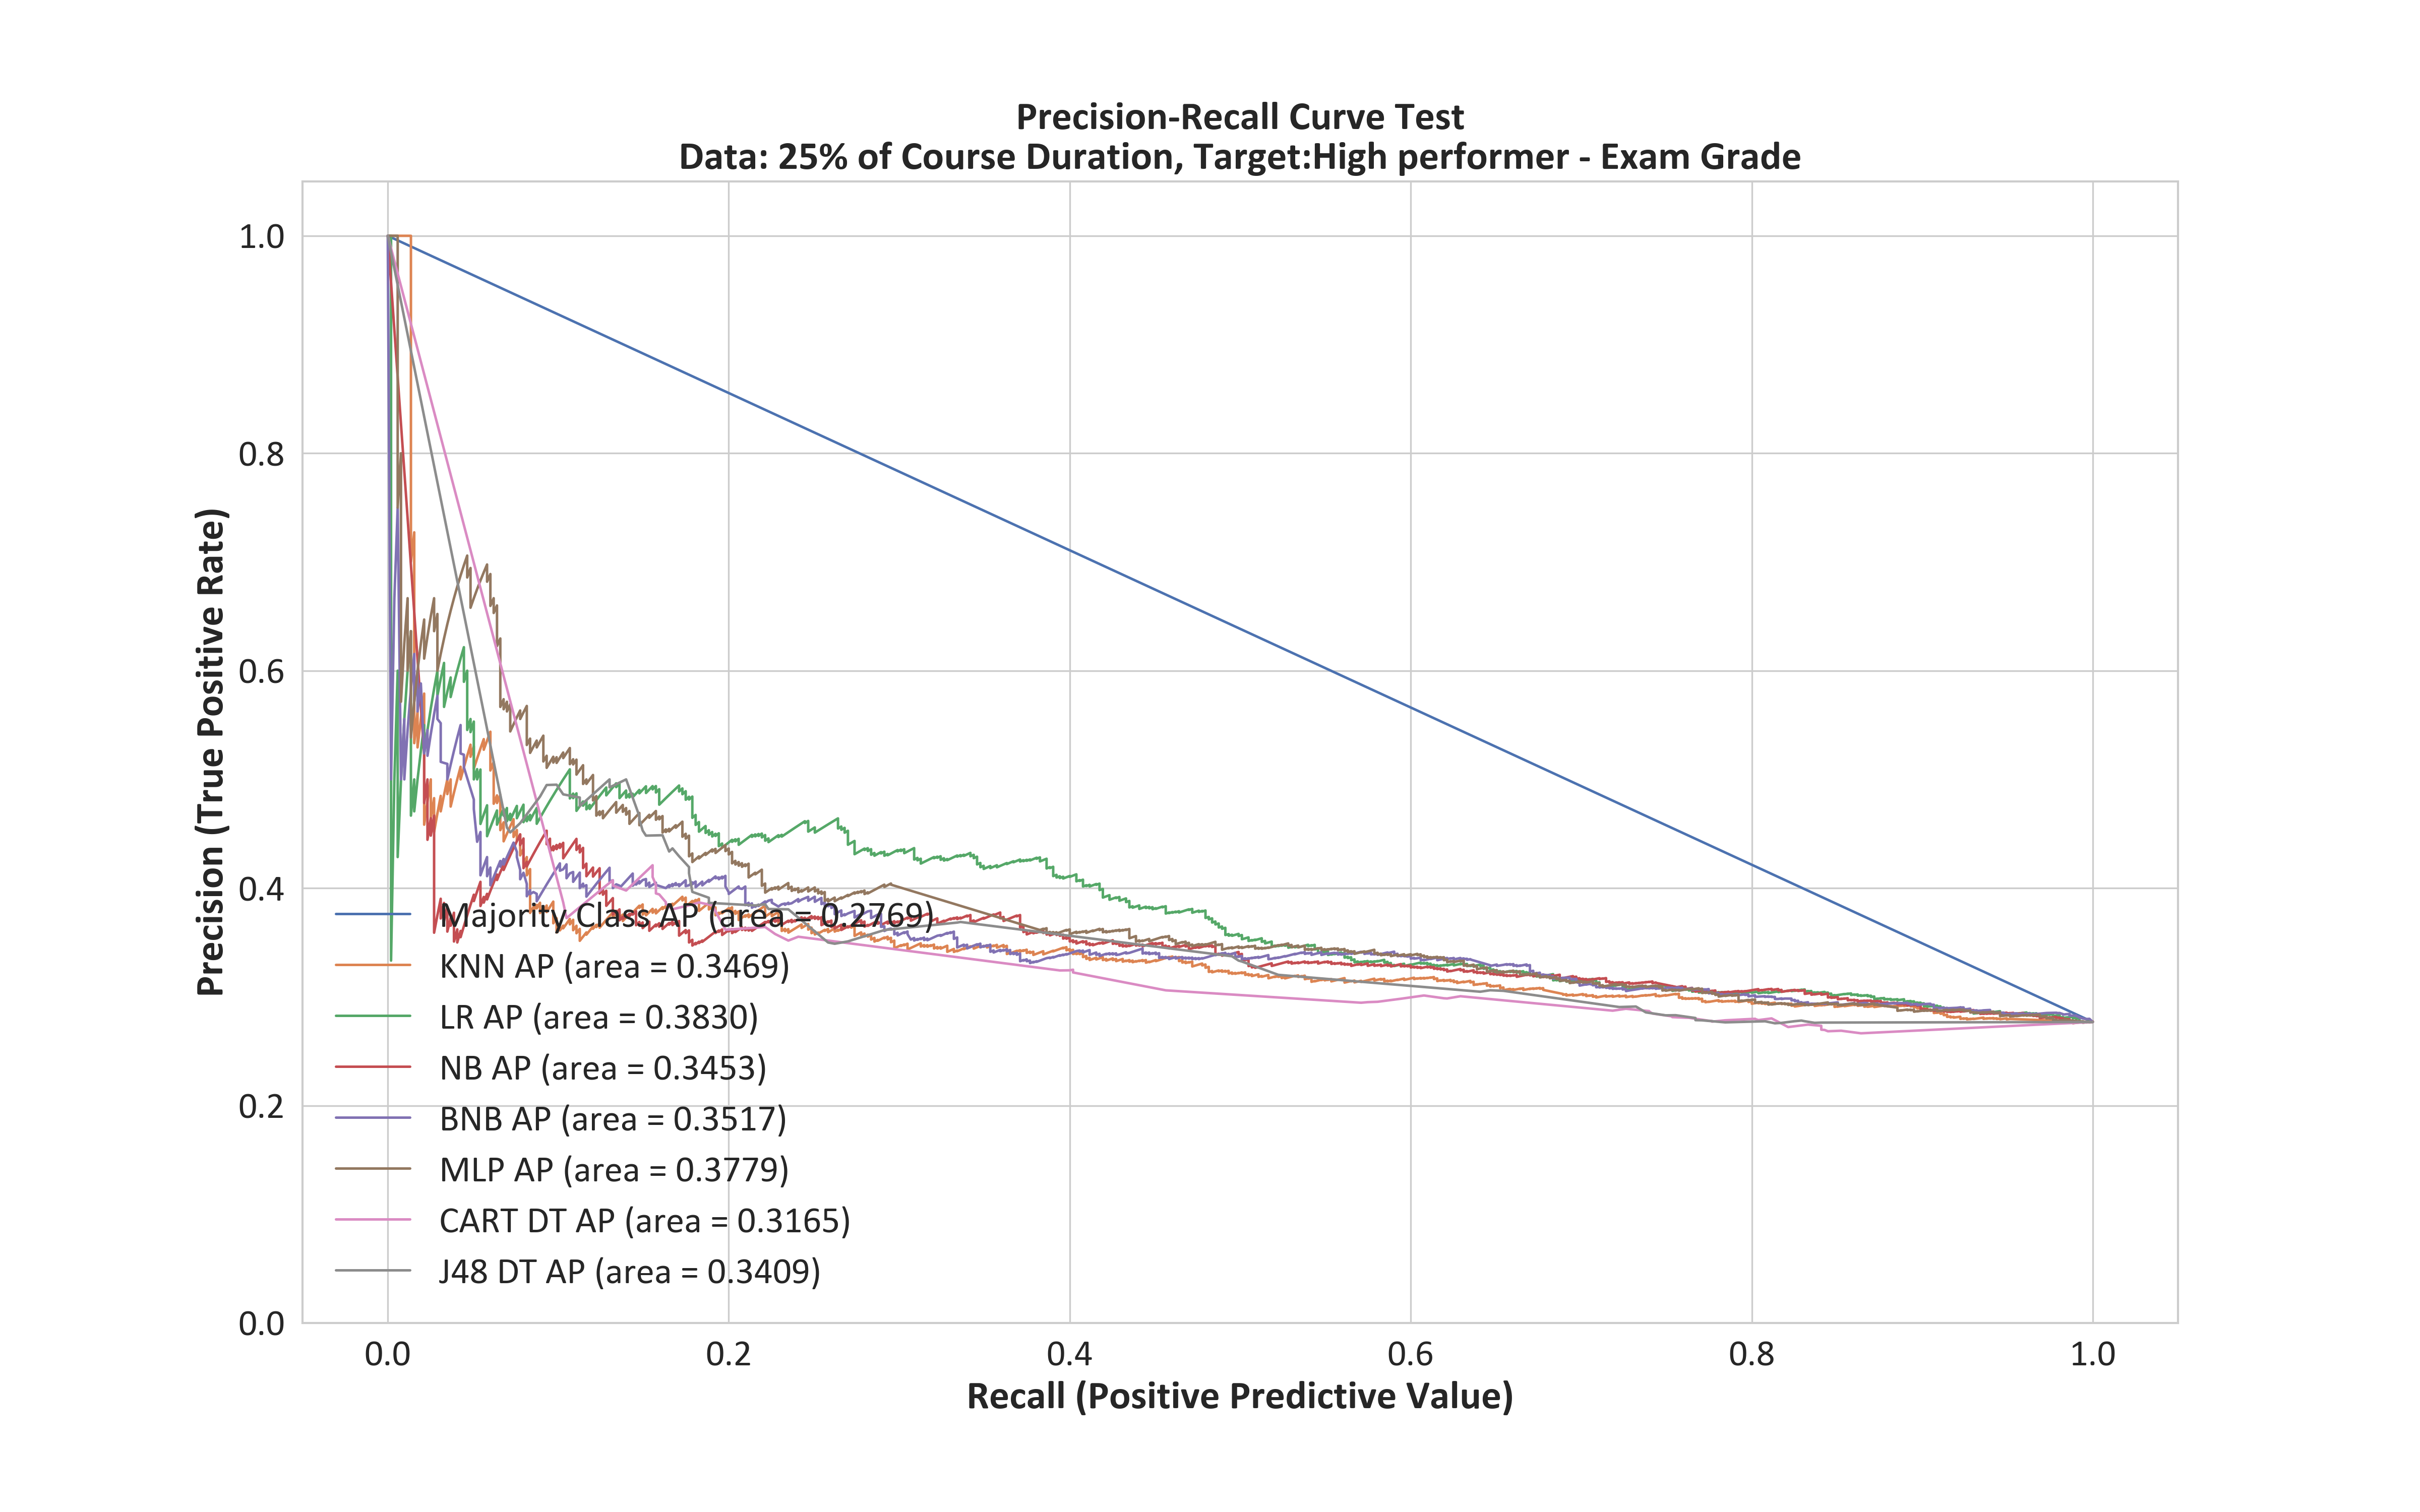 Precision-Recall Curve Test
Data: 25% of Course Duration, Target:High performer - Exam Grade
Precision (True Positive Rate)
1.0
0.8
0.6
0.4
0.2
0.0
Majority Class AP (area = 0.2769)
KNN AP (area = 0.3469)
LR AP (area = 0.3830)
NB AP (area = 0.3453)
BNB AP (area = 0.3517)
MLP AP (area = 0.3779)
CART DT AP (area = 0.3165)
J48 DT AP (area = 0.3409)
0.0 0.2 0.4 0.6 0.8 1.0
Recall (Positive Predictive Value)